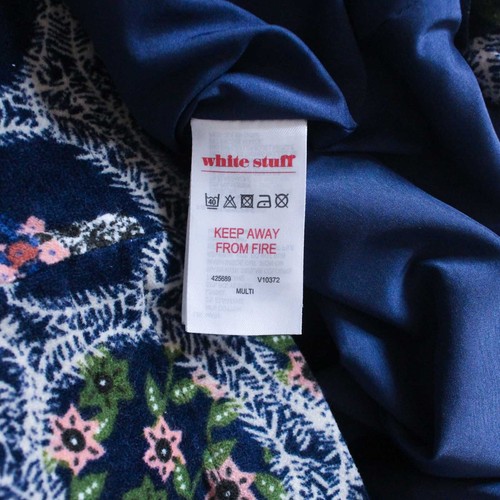 white stuff
KEEP AWAY
FROM FIRE
425689 V10372
MULTI